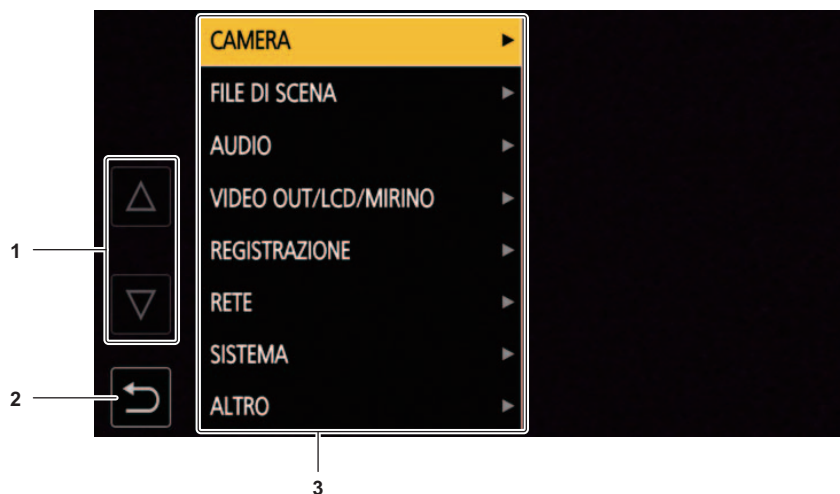 CAMERA
FILE DI SCENA
AUDIO
VIDEO OUT/LCD/MIRINO
1
REGISTRAZIONE
RETE
SISTEMA
2
ALTRO
3